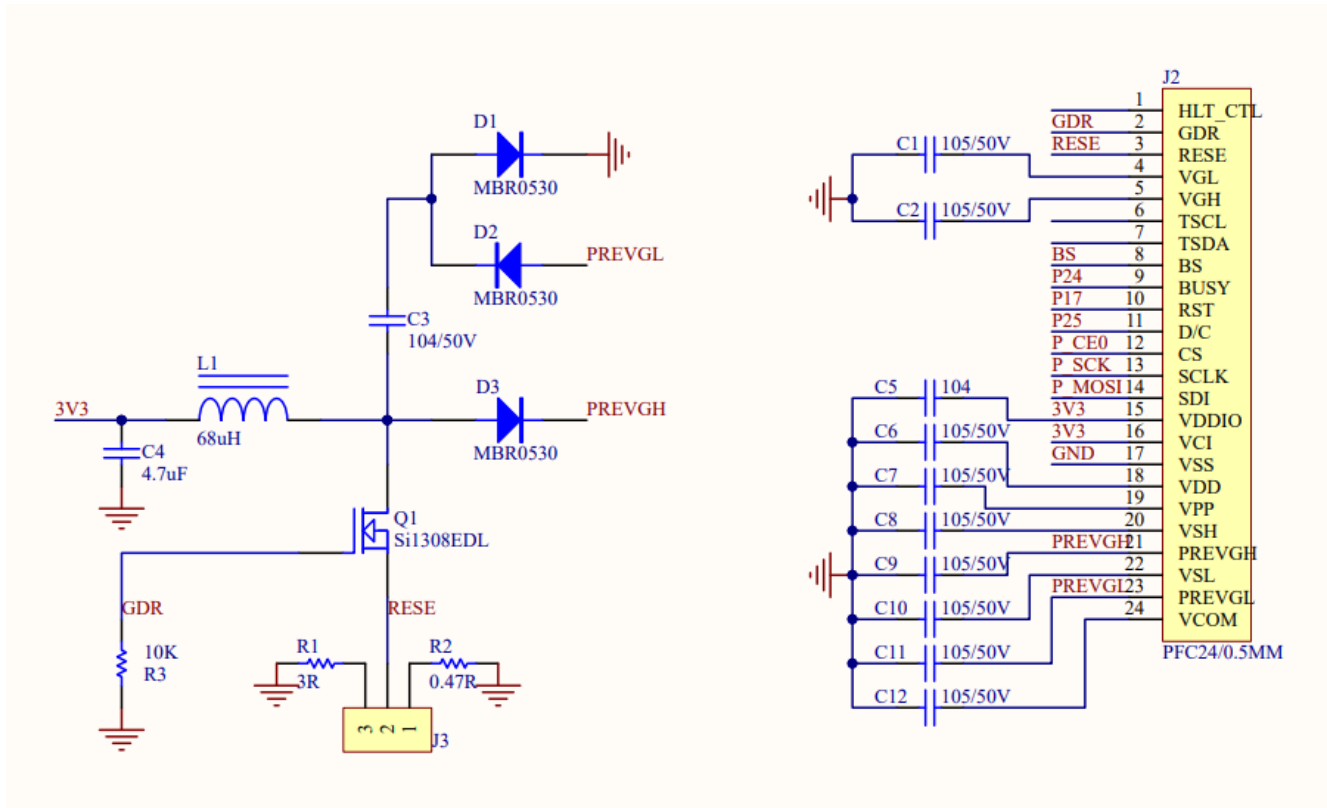 D1
MBR0530
D2
PREVGL
MBR0530
C3
104/50V
L1
3V3
68uH
C4
4.7uF
D3
PREVGH
MBR0530
Q1
Si1308EDL
GDR
RESE
10K
R3
R1
3R
R2
0.47R
3
2
1
J3
J2
1 HLT_CTL
GDR 2 GDR
RESE 3 RESE
C1 105/50V
4 VGL
5 VGH
C2 105/50V
6 TSCL
7 TSDA
BS 8 BS
P24 9 BUSY
P17 10 RST
P25 11 D/C
P_CE0 12 CS
P_SCK 13 SCLK
P_MOSI 14 SDI
C5 104
3V3 15 VDDIO
C6 105/50V
3V3 16 VCI
GND 17 VSS
C7 105/50V
18 VDD
19 VPP
C8 105/50V
20 VSH
PREVGH 21 PREVGH
C9 105/50V
22 VSL
PREVGL 23 PREVGL
C10 105/50V
24 VCOM
C11 105/50V
PFC24/0.5MM
C12 105/50V